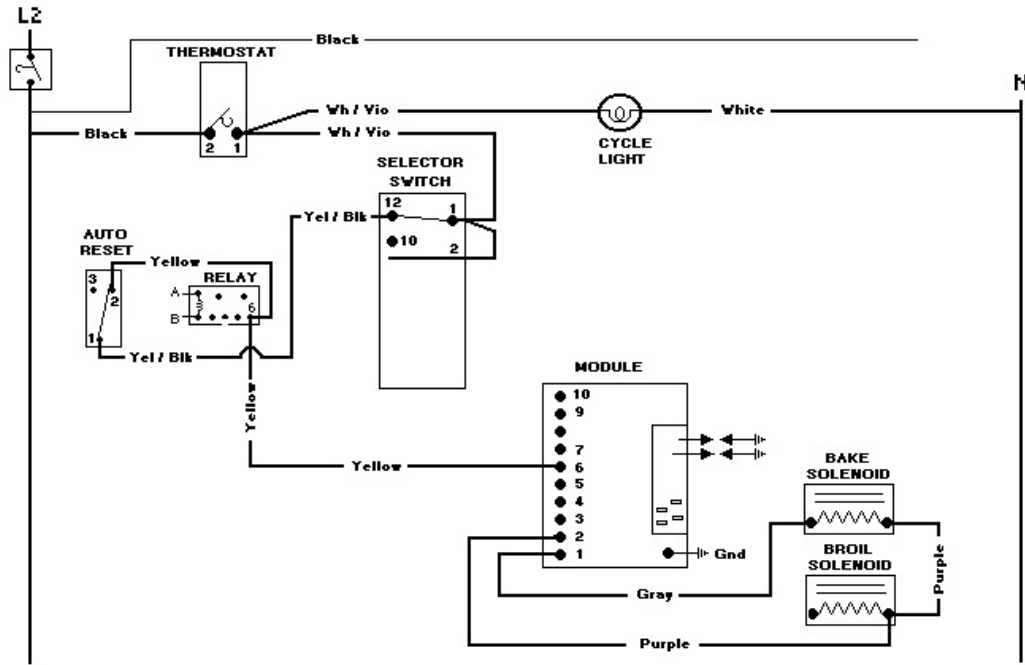 L2
Black
THERMOSTAT
N
Wh / Vio
White
Black
Wh / Vio
2 1
CYCLE
LIGHT
SELECTOR
SWITCH
12
1
Yel / Blk
10
2
AUTO
RESET
Yellow
3
2
RELAY
A
6
B
1
Yel / Blk
MODULE
10
9
Yellow
7
Yellow
6
5
4
3
2
1
BAKE
SOLENOID
BROIL
SOLENOID
Gnd
Purple
Gray
Purple